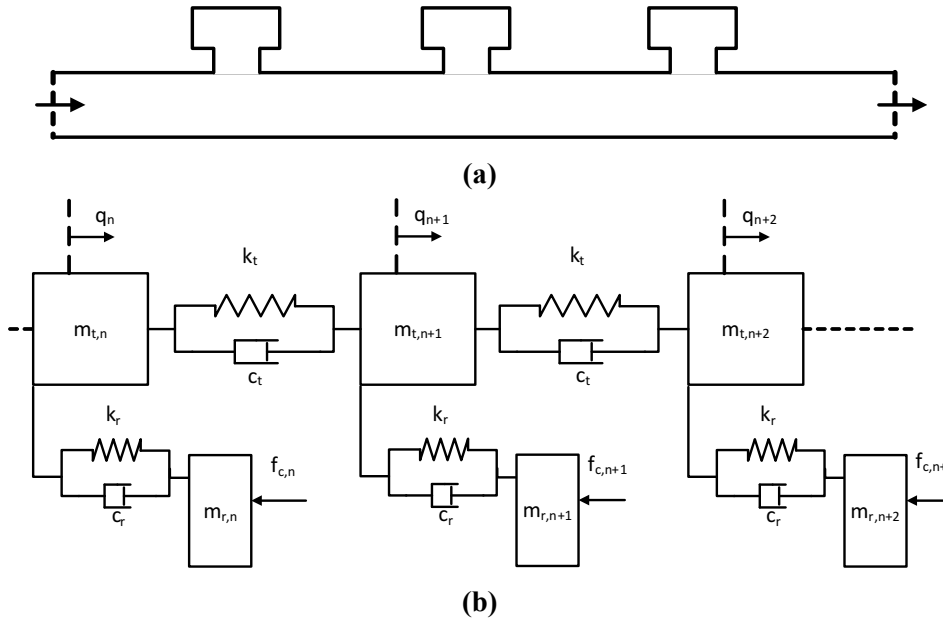 (a)
qn qn+1 qn+2
kt kt
mt,n mt,n+1 mt,n+2
ct ct
kr kr kr
fc,n fc,n+1 fc,n+
mr,n mr,n+1 mr,n+2
cr cr cr
(b)